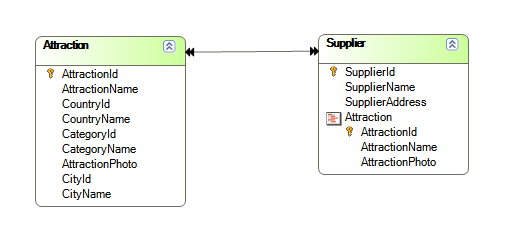 Attraction
AttractionId
AttractionName
CountryId
CountryName
CategoryId
CategoryName
AttractionPhoto
CityId
CityName
Supplier
SupplierId
SupplierName
SupplierAddress
Attraction
AttractionId
AttractionName
AttractionPhoto